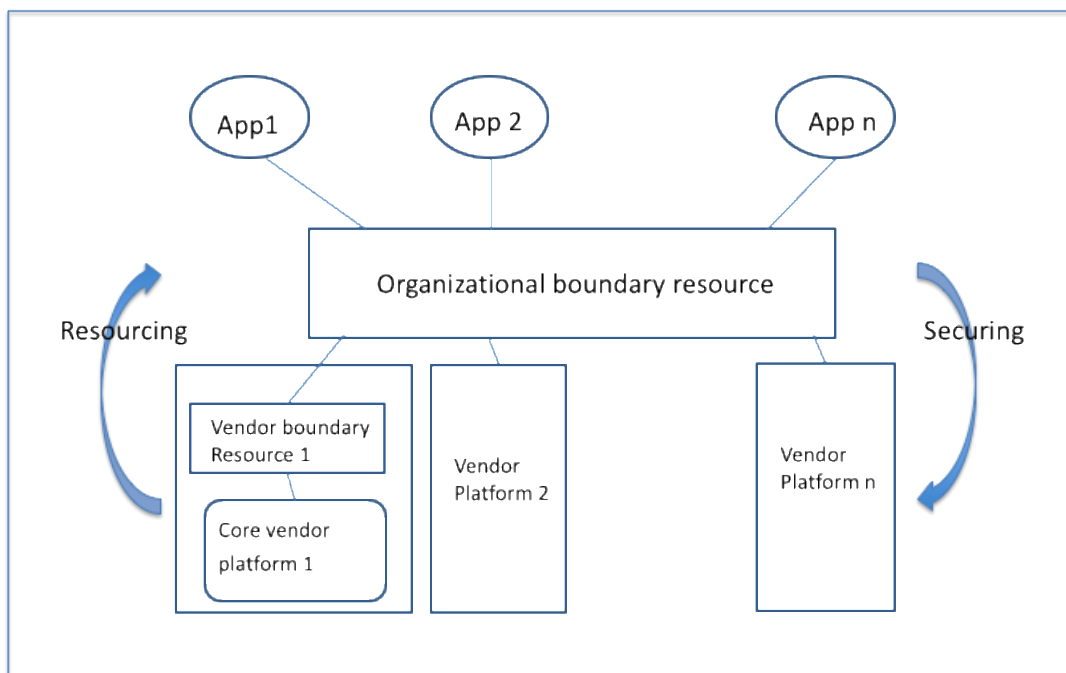 App1
App 2
App n
Organizational boundary resource
Resourcing
Securing
Vendor boundary
Resource 1
Core vendor
platform 1
Vendor
Platform 2
Vendor
Platform n